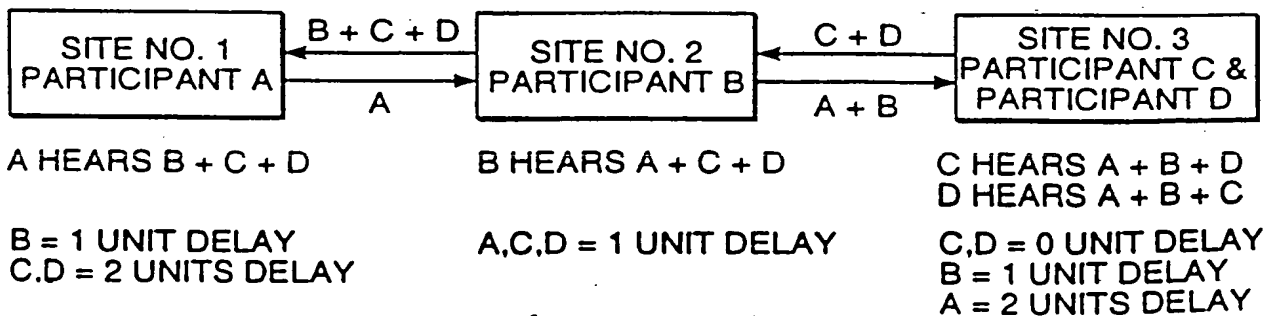 SITE NO. 1
PARTICIPANT A
B + C + D
A
SITE NO. 2
PARTICIPANT B
C + D
A + B
SITE NO. 3
PARTICIPANT C &
PARTICIPANT D
A HEARS B + C + D
B = 1 UNIT DELAY
C,D = 2 UNITS DELAY
B HEARS A + C + D
A,C,D = 1 UNIT DELAY
C HEARS A + B + D
D HEARS A + B + C
C,D = 0 UNIT DELAY
B = 1 UNIT DELAY
A = 2 UNITS DELAY